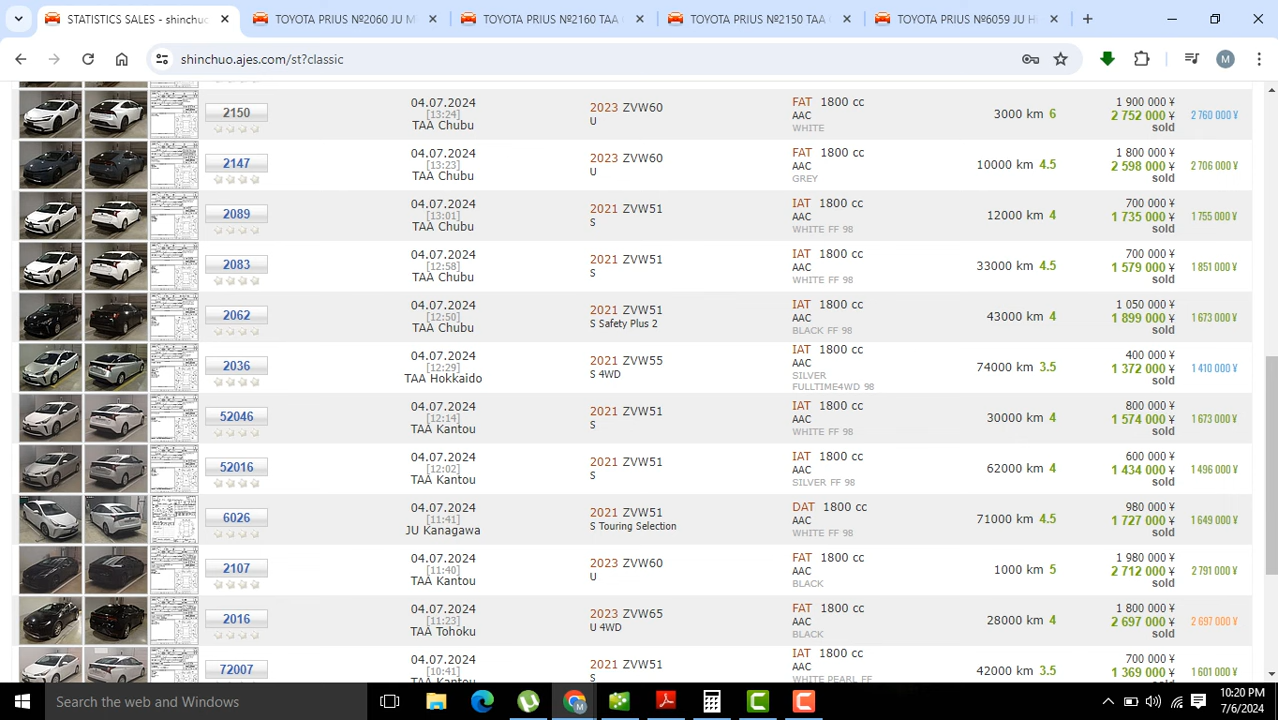 STATISTICS SALES - shinchuo
TOYOTA PRIUS №2060 JU M
TOYOTA PRIUS №2160 TAA
TOYOTA PRIUS №2150 TAA
TOYOTA PRIUS №6059 JU H
shinchuo.ajes.com/st?classic
M
2150 04.07.2024 2023 ZVW60 FAT 1800 cc 1 900 000 ¥
[13:24] U AAC 3000 km 6 2 752 000 ¥ 2 760 000 ¥
TAA Chubu WHITE sold
2147 04.07.2024 ZVW60 FAT 1800 cc 1 800 000 ¥
[13:23] U AAC 10000 km 4.5 2 598 000 ¥ 2 706 000 ¥
TAA Chubu GREY sold
2089 04.07.2024 ZVW51 IAT 1800 cc 700 000 ¥
[13:01] S AAC 12000 km 4 1 735 000 ¥ 1 755 000 ¥
TAA Chubu WHITE FF 98 sold
2083 04.07.2024 2021 ZVW51 IAT 1800 cc 700 000 ¥
[12:58] S AAC 33000 km 4.5 1 579 000 ¥ 1 851 000 ¥
TAA Chubu WHITE FF 98 sold
2062 04.07.2024 2021 ZVW51 IAT 1800 cc 1 050 000 ¥
[12:50] S Safety Plus 2 AAC 43000 km 4 1 899 000 ¥ 1 673 000 ¥
TAA Chubu BLACK FF 98 sold
2036 04.07.2024 ZVW55 IAT 1800 cc 400 000 ¥
[12:29] S 4WD AAC 74000 km 3.5 1 372 000 ¥ 1 410 000 ¥
TAA Hokkaido SILVER sold
FULLTIME4WD 98
52046 04.07.2024 2021 ZVW51 IAT 1800 cc 800 000 ¥
[12:14] S AAC 30000 km 4 1 574 000 ¥ 1 673 000 ¥
TAA Kantou WHITE FF 98 sold
52016 04.07.2024 2021 ZVW51 IAT 1800 cc 600 000 ¥
[12:02] S AAC 62000 km 4 1 434 000 ¥ 1 496 000 ¥
TAA Kantou SILVER FF 98 sold
6026 04.07.2024 2021 ZVW51 DAT 1800 cc 980 000 ¥
[11:41] S Touring Selection AAC 71000 km 4.5 1 727 000 ¥ 1 649 000 ¥
JU Kanagawa WHITE FF 98 sold
2107 04.07.2024 2023 ZVW60 FAT 1800 cc 1 980 000 ¥
U AAC 1000 km 5 2 712 000 ¥ 2 791 000 ¥
TAA Kantou BLACK sold
2016 04.07.2024 ZVW65 FAT 1800 cc 1 800 000 ¥
U 4WD AAC 28000 km 4 2 697 000 ¥ 2 697 000 ¥
TAA Tohoku BLACK sold
72007 04.07.2024 ZVW51 IAT 1800 cc 700 000 ¥
[10:41] AAC 42000 km 3.5 1 369 000 ¥ 1 601 000 ¥
WHITE PEARL FF
Search the web and Windows
10:20 PM
7/6/2024